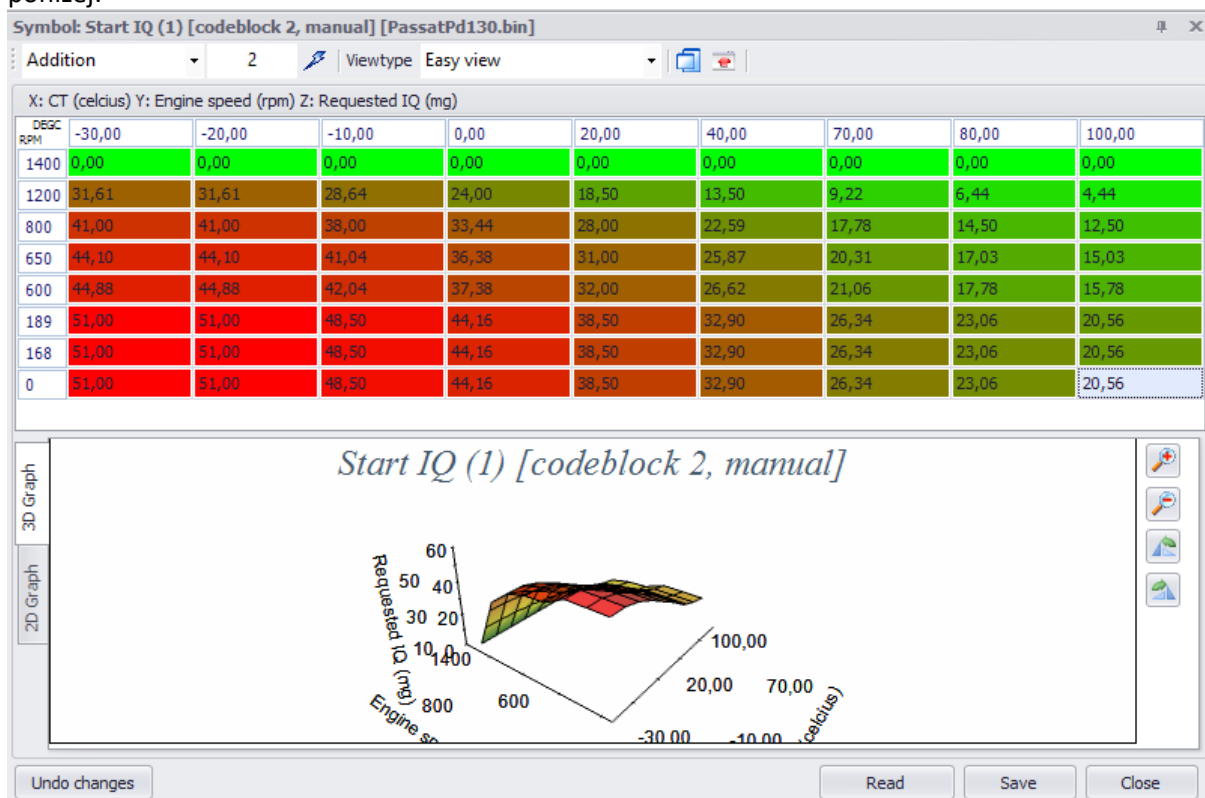 poniżej.
Symbol: Start IQ (1) [codeblock 2, manual] [PassatPd130.bin]
Addition 2 Viewtype Easy view
X: CT (celcius) Y: Engine speed (rpm) Z: Requested IQ (mg)
DEGC
RPM -30,00 -20,00 -10,00 0,00 20,00 40,00 70,00 80,00 100,00
1400 0,00 0,00 0,00 0,00 0,00 0,00 0,00 0,00 0,00
1200 31,61 31,61 28,64 24,00 18,50 13,50 9,22 6,44 4,44
800 41,00 41,00 38,00 33,44 28,00 22,59 17,78 14,50 12,50
650 44,10 44,10 41,04 36,38 31,00 25,87 20,31 17,03 15,03
600 44,88 44,88 42,04 37,38 32,00 26,62 21,06 17,78 15,78
189 51,00 51,00 48,50 44,16 38,50 32,90 26,34 23,06 20,56
168 51,00 51,00 48,50 44,16 38,50 32,90 26,34 23,06 20,56
0 51,00 51,00 48,50 44,16 38,50 32,90 26,34 23,06 20,56
3D Graph
2D Graph
Start IQ (1) [codeblock 2, manual]
Requested IQ (mg)
60
50 40
30 20
10 0
1400
800 600
Engine
100,00
20,00 70,00
-30,00 -10,00
celcius)
Undo changes Read Save Close